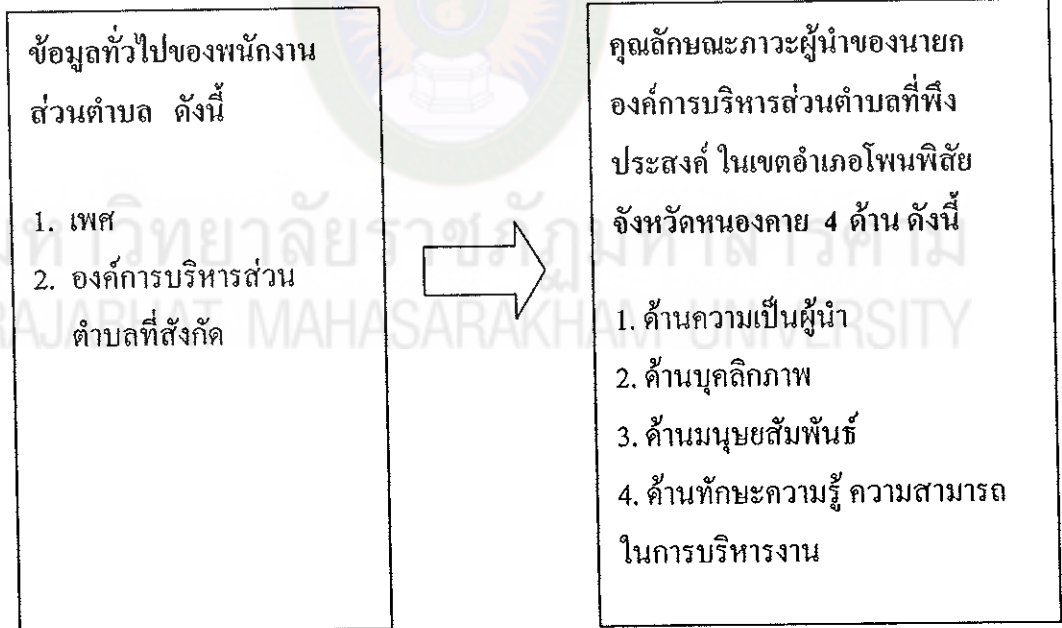 ข้อมูลทั่วไปของพนักงาน
ส่วนตำบล ดังนี้
1. เพศ
2. องค์การบริหารส่วน
ตำบลที่สังกัด
คุณลักษณะภาวะผู้นำของนายก
องค์การบริหารส่วนตำบลที่พึง
ประสงค์ ในเขตอำเภอโพนพิสัย
จังหวัดหนองคาย 4 ด้าน ดังนี้
1. ด้านความเป็นผู้นำ
2. ด้านบุคลิกภาพ
3. ด้านมนุษยสัมพันธ์
4. ด้านทักษะความรู้ ความสามารถ
ในการบริหารงาน
มหาวิทยาลัยราชภัฏมหาสารคาม
RAJABHAT MAHASARAKHAM UNIVERSITY